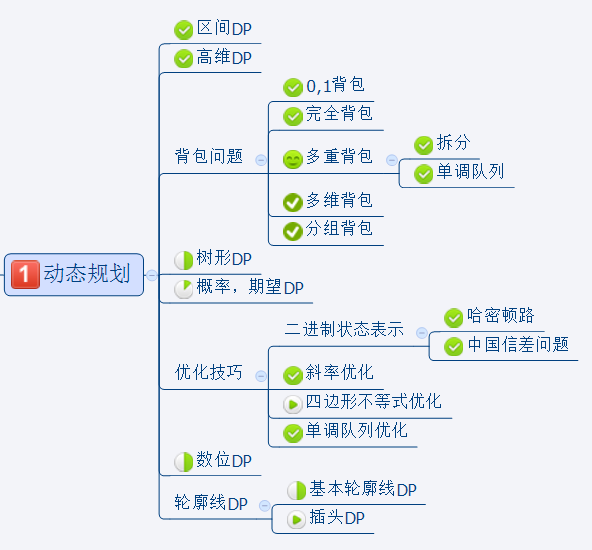 区间DP
高维DP
背包问题
0,1背包
完全背包
多重背包
拆分
单调队列
多维背包
分组背包
1 动态规划
树形DP
概率，期望DP
优化技巧
二进制状态表示
哈密顿路
中国信差问题
斜率优化
四边形不等式优化
单调队列优化
数位DP
轮廓线DP
基本轮廓线DP
插头DP